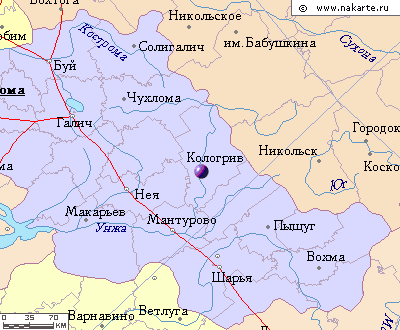 © www.nakarte.ru
Вохтога
Никольское
Кострома
Солигалич
им. Бабушкина
Сухона
Буй
Чухлома
Галич
Городок
Кологрив
Никольск
Коско
Юг
Нея
Макарьев
Унжа
Мантурово
Пыщуг
Вохма
Шарья
Ветлуга
Варнавино
0 35 70
КМ